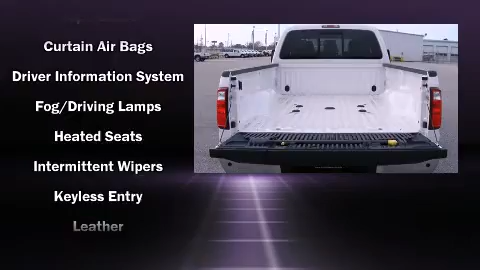 Curtain Air Bags
Driver Information System
Fog/Driving Lamps
Heated Seats
Intermittent Wipers
Keyless Entry
Leather